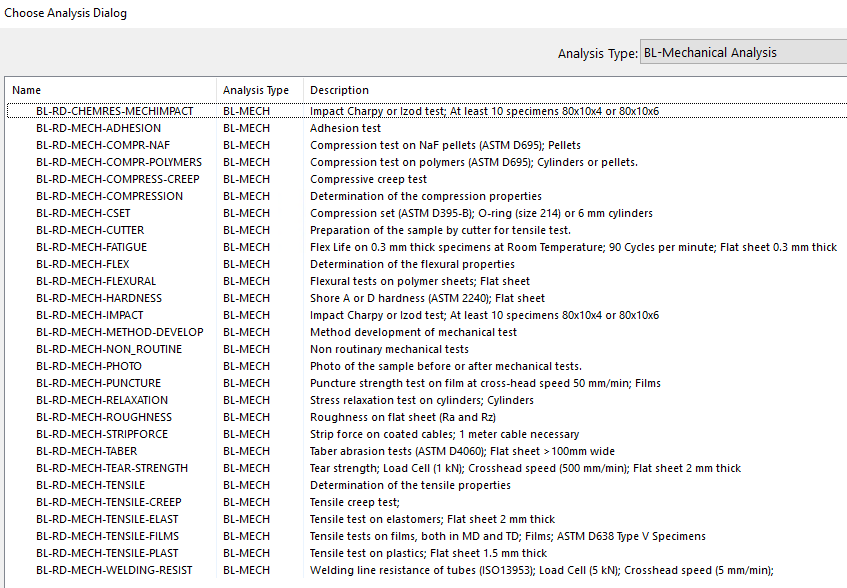 Choose Analysis Dialog
Analysis Type: BL-Mechanical Analysis
Name Analysis Type Description
BL-RD-CHEMRES-MECHIMPACT BL-MECH Impact Charpy or Izod test; At least 10 specimens 80x10x4 or 80x10x6
BL-RD-MECH-ADHESION BL-MECH Adhesion test
BL-RD-MECH-COMPR-NAF BL-MECH Compression test on NaF pellets (ASTM D695); Pellets
BL-RD-MECH-COMPR-POLYMERS BL-MECH Compression test on polymers (ASTM D695); Cylinders or pellets.
BL-RD-MECH-COMPRESS-CREEP BL-MECH Compressive creep test
BL-RD-MECH-COMPRESSION BL-MECH Determination of the compression properties
BL-RD-MECH-CSET BL-MECH Compression set (ASTM D395-B); O-ring (size 214) or 6 mm cylinders
BL-RD-MECH-CUTTER BL-MECH Preparation of the sample by cutter for tensile test.
BL-RD-MECH-FATIGUE BL-MECH Flex Life on 0.3 mm thick specimens at Room Temperature; 90 Cycles per minute; Flat sheet 0.3 mm thick
BL-RD-MECH-FLEX BL-MECH Determination of the flexural properties
BL-RD-MECH-FLEXURAL BL-MECH Flexural tests on polymer sheets; Flat sheet
BL-RD-MECH-HARDNESS BL-MECH Shore A or D hardness (ASTM 2240); Flat sheet
BL-RD-MECH-IMPACT BL-MECH Impact Charpy or Izod test; At least 10 specimens 80x10x4 or 80x10x6
BL-RD-MECH-METHOD-DEVELOP BL-MECH Method development of mechanical test
BL-RD-MECH-NON_ROUTINE BL-MECH Non routinary mechanical tests
BL-RD-MECH-PHOTO BL-MECH Photo of the sample before or after mechanical tests.
BL-RD-MECH-PUNCTURE BL-MECH Puncture strength test on film at cross-head speed 50 mm/min; Films
BL-RD-MECH-RELAXATION BL-MECH Stress relaxation test on cylinders; Cylinders
BL-RD-MECH-ROUGHNESS BL-MECH Roughness on flat sheet (Ra and Rz)
BL-RD-MECH-STRIPFORCE BL-MECH Strip force on coated cables; 1 meter cable necessary
BL-RD-MECH-TABER BL-MECH Taber abrasion tests (ASTM D4060); Flat sheet >100mm wide
BL-RD-MECH-TEAR-STRENGTH BL-MECH Tear strength; Load Cell (1 kN); Crosshead speed (500 mm/min); Flat sheet 2 mm thick
BL-RD-MECH-TENSILE BL-MECH Determination of the tensile properties
BL-RD-MECH-TENSILE-CREEP BL-MECH Tensile creep test;
BL-RD-MECH-TENSILE-ELAST BL-MECH Tensile test on elastomers; Flat sheet 2 mm thick
BL-RD-MECH-TENSILE-FILMS BL-MECH Tensile tests on films, both in MD and TD; Films; ASTM D638 Type V Specimens
BL-RD-MECH-TENSILE-PLAST BL-MECH Tensile test on plastics; Flat sheet 1.5 mm thick
BL-RD-MECH-WELDING-RESIST BL-MECH Welding line resistance of tubes (ISO13953); Load Cell (5 kN); Crosshead speed (5 mm/min);